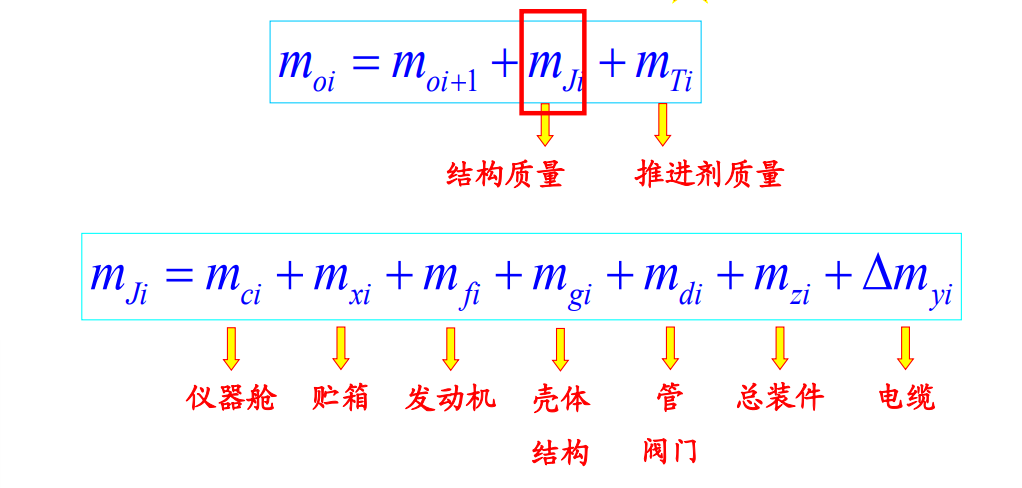 m_{oi} = m_{oi+1} + m_{Ji} + m_{Ti}
结构质量 推进剂质量
m_{Ji} = m_{ci} + m_{xi} + m_{fi} + m_{gi} + m_{di} + m_{zi} + Δm_{yi}
仪器舱 贮箱 发动机 壳体 管 总装件 电缆
结构 阀门